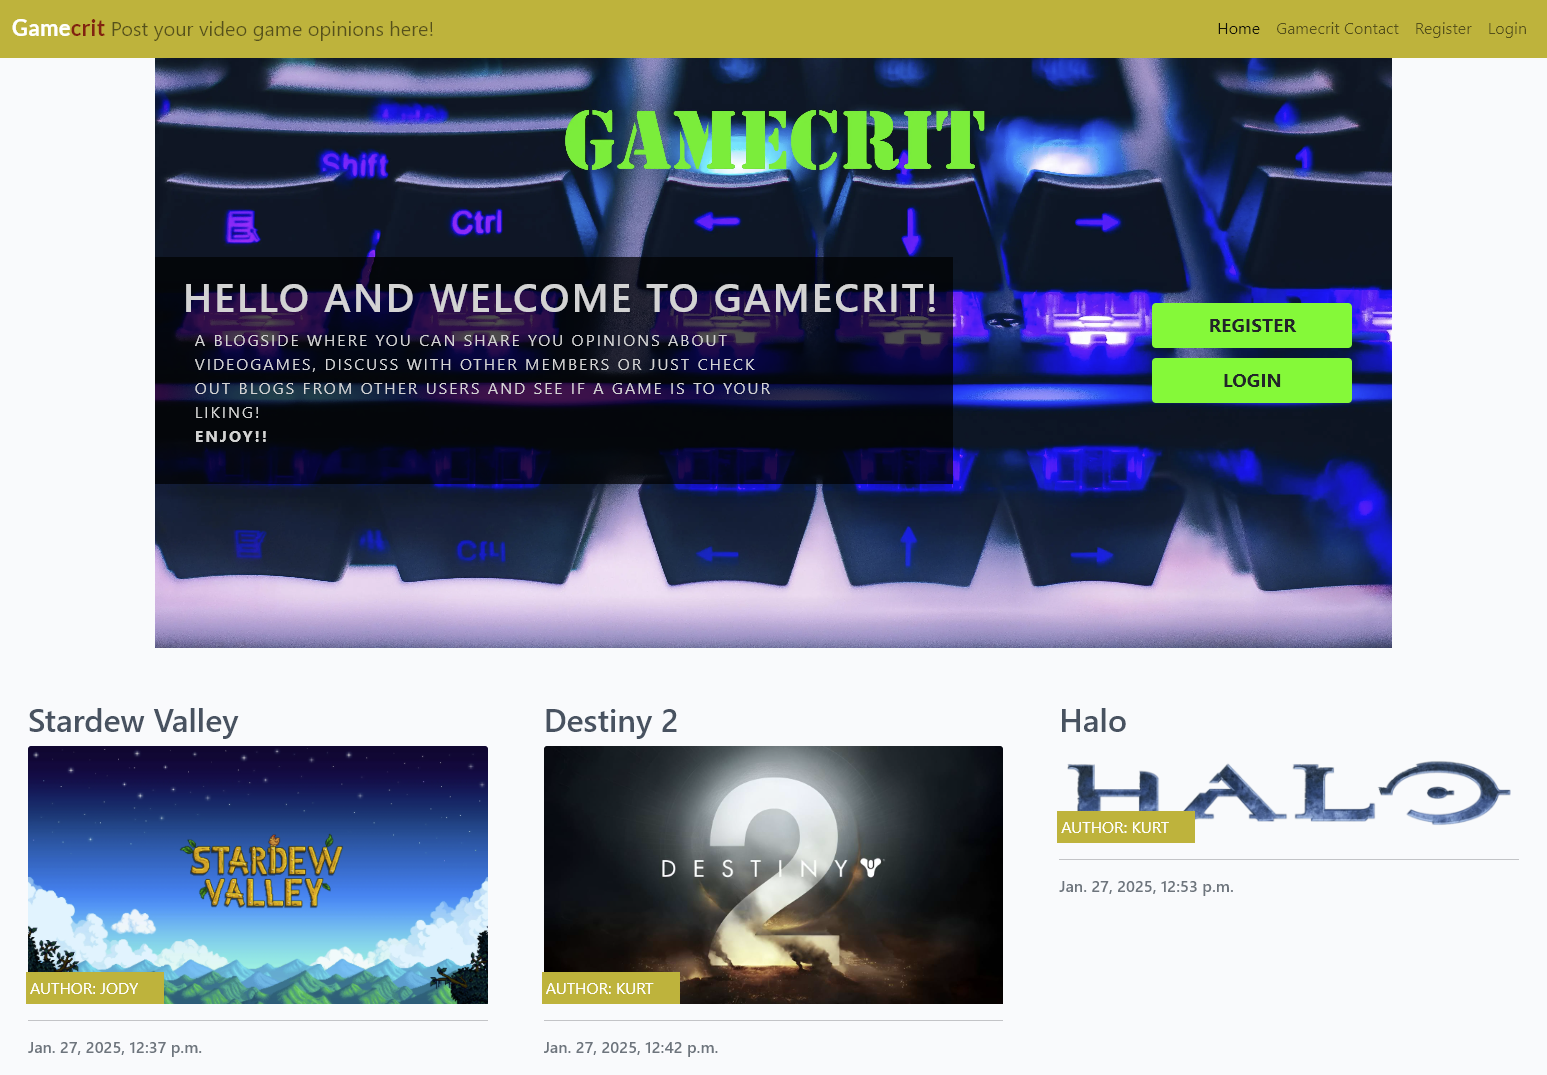 Gamecrit Post your video game opinions here!
Home Gamecrit Contact Register Login
GAMECRIT
Shift
1
Ctrl
HELLO AND WELCOME TO GAMECRIT!
A BLOGSIDE WHERE YOU CAN SHARE YOU OPINIONS ABOUT
VIDEOGAMES, DISCUSS WITH OTHER MEMBERS OR JUST CHECK
OUT BLOGS FROM OTHER USERS AND SEE IF A GAME IS TO YOUR
LIKING!
ENJOY!!
REGISTER
LOGIN
Stardew Valley
STARDEW
VALLEY
AUTHOR: JODY
Jan. 27, 2025, 12:37 p.m.
Destiny 2
DESTINY
2
AUTHOR: KURT
Jan. 27, 2025, 12:42 p.m.
Halo
HALO
AUTHOR: KURT
Jan. 27, 2025, 12:53 p.m.